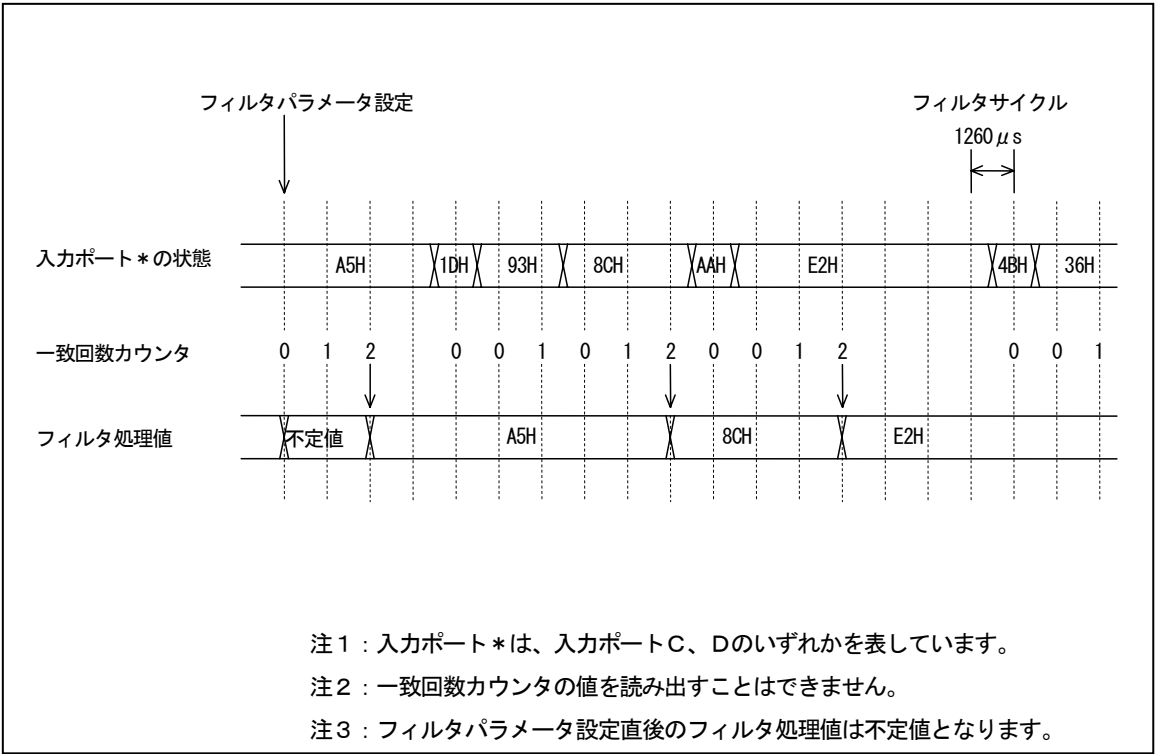 フィルタパラメータ設定
フィルタサイクル
1260μs
入力ポート*の状態 A5H 1DH 93H 8CH AAH E2H 4BH 36H
一致回数カウンタ 0 1 2 0 0 1 0 1 2 0 0 1 2 0 0 1
フィルタ処理値 不定値 A5H 8CH E2H
注1:入力ポート*は、入力ポートC、Dのいずれかを表しています。
注2:一致回数カウンタの値を読み出すことはできません。
注3:フィルタパラメータ設定直後のフィルタ処理値は不定値となります。